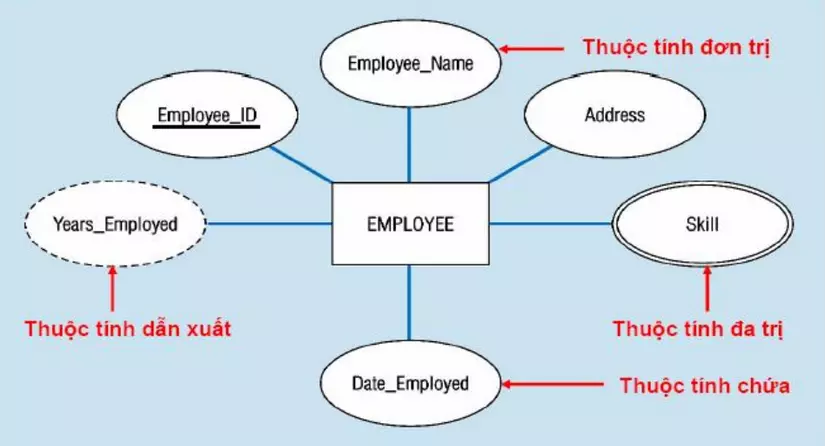 Employee_Name
Thuộc tính đơn trị
Employee_ID
Address
Years_Employed
EMPLOYEE
Skill
Thuộc tính dẫn xuất
Thuộc tính đa trị
Date_Employed
Thuộc tính chứa